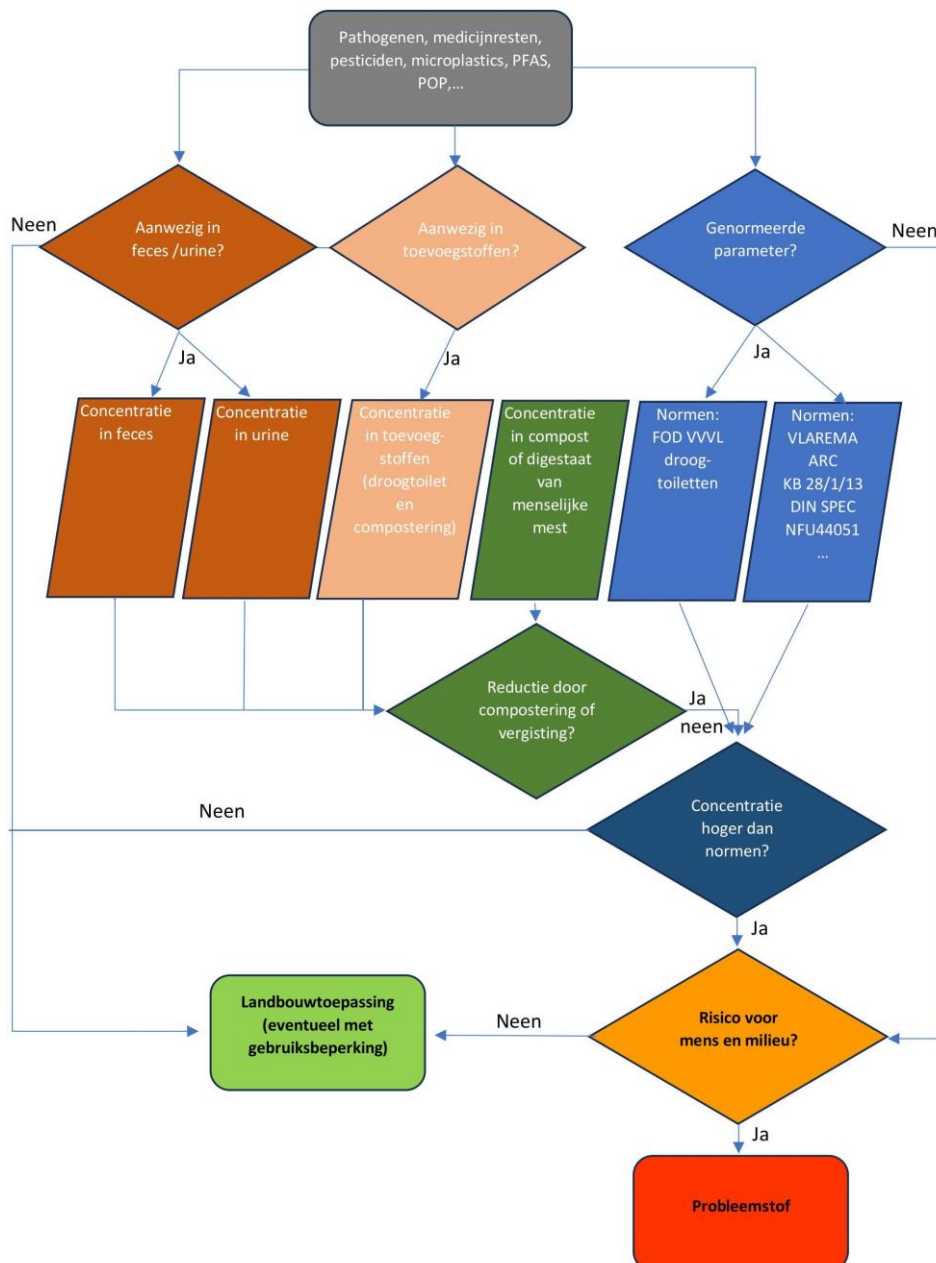 Pathogenen, medicijnresten,
pesticiden, microplastics, PFAS,
POP,...
Neen
Aanwezig in
feces /urine?
Aanwezig in
toevoegstoffen?
Genormeerde
parameter?
Neen
Ja
Ja
Ja
Concentratie
in feces
Concentratie
in urine
Concentratie
in toevoeg-
stoffen
(droogtoilet
en
compostering)
Concentratie
in compost
of digestaat
van
menselijke
mest
Normen:
FOD VVVL
droog-
toiletten
Normen:
VLAREMA
ARC
KB 28/1/13
DIN SPEC
NFU44051
...
Reductie door
compostering of
vergisting?
Ja
neen
Neen
Concentratie
hoger dan
normen?
Ja
Landbouwtoepassing
(eventueel met
gebruiksbeperking)
Neen
Risico voor
mens en milieu?
Ja
Probleemstof